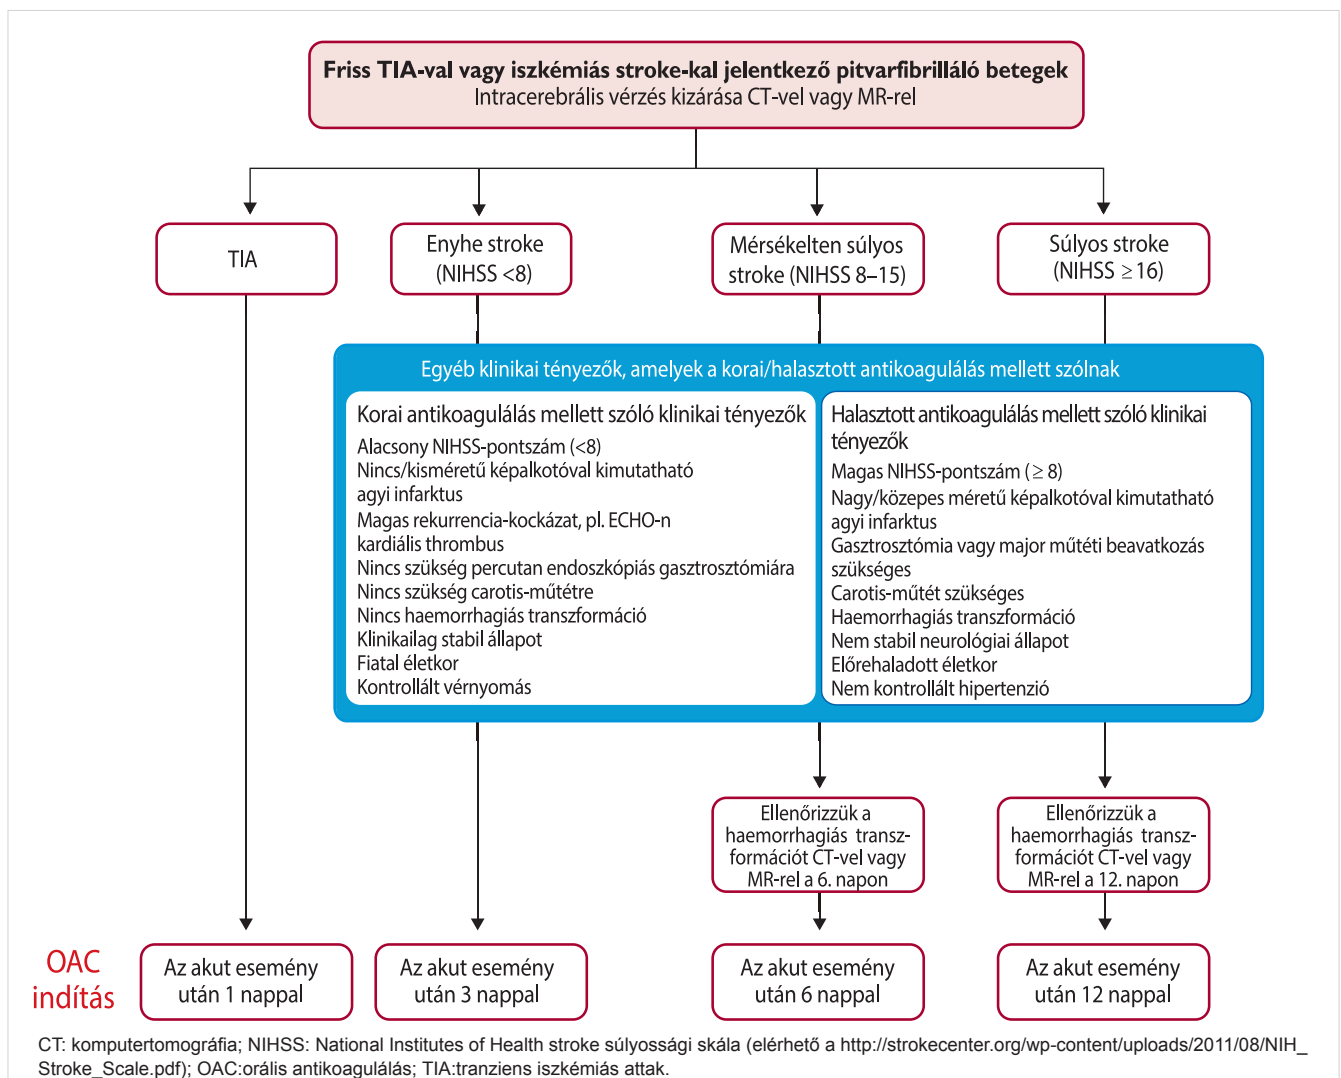 Friss TIA-val vagy iszkémiás stroke-kal jelentkező pitvarfibrilláló betegek
Intracerebrális vérzés kizárása CT-vel vagy MR-rel
TIA
Enyhe stroke
(NIHSS <8)
Mérsékelten súlyos
stroke (NIHSS 8–15)
Súlyos stroke
(NIHSS ≥ 16)
Egyéb klinikai tényezők, amelyek a korai/halasztott antikoagulálás mellett szólnak
Korai antikoagulálás mellett szóló klinikai tényezők
Alacsony NIHSS-pontszám (<8)
Nincs/kisméretű képalkotóval kimutatható
agyi infarktus
Magas rekurrencia-kockázat, pl. ECHO-n
kardiális thrombus
Nincs szükség percutan endoszkópiás gasztrosztómiára
Nincs szükség carotis-műtétre
Nincs haemorrhagiás transzformáció
Klinikailag stabil állapot
Fiatal életkor
Kontrollált vérnyomás
Halasztott antikoagulálás mellett szóló klinikai
tényezők
Magas NIHSS-pontszám (≥ 8)
Nagy/közepes méretű képalkotóval kimutatható
agyi infarktus
Gasztrosztómia vagy major műtéti beavatkozás
szükséges
Carotis-műtét szükséges
Haemorrhagiás transzformáció
Nem stabil neurológiai állapot
Előrehaladott életkor
Nem kontrollált hipertenzió
Ellenőrizzük a
haemorrhagiás transz-
formációt CT-vel vagy
MR-rel a 6. napon
Ellenőrizzük a
haemorrhagiás transz-
formációt CT-vel vagy
MR-rel a 12. napon
OAC
indítás
Az akut esemény
után 1 nappal
Az akut esemény
után 3 nappal
Az akut esemény
után 6 nappal
Az akut esemény
után 12 nappal
CT: komputertomográfia; NIHSS: National Institutes of Health stroke súlyossági skála (elérhető a http://strokecenter.org/wp-content/uploads/2011/08/NIH_
Stroke_Scale.pdf); OAC:orális antikoagulálás; TIA:tranziens iszkémiás attak.